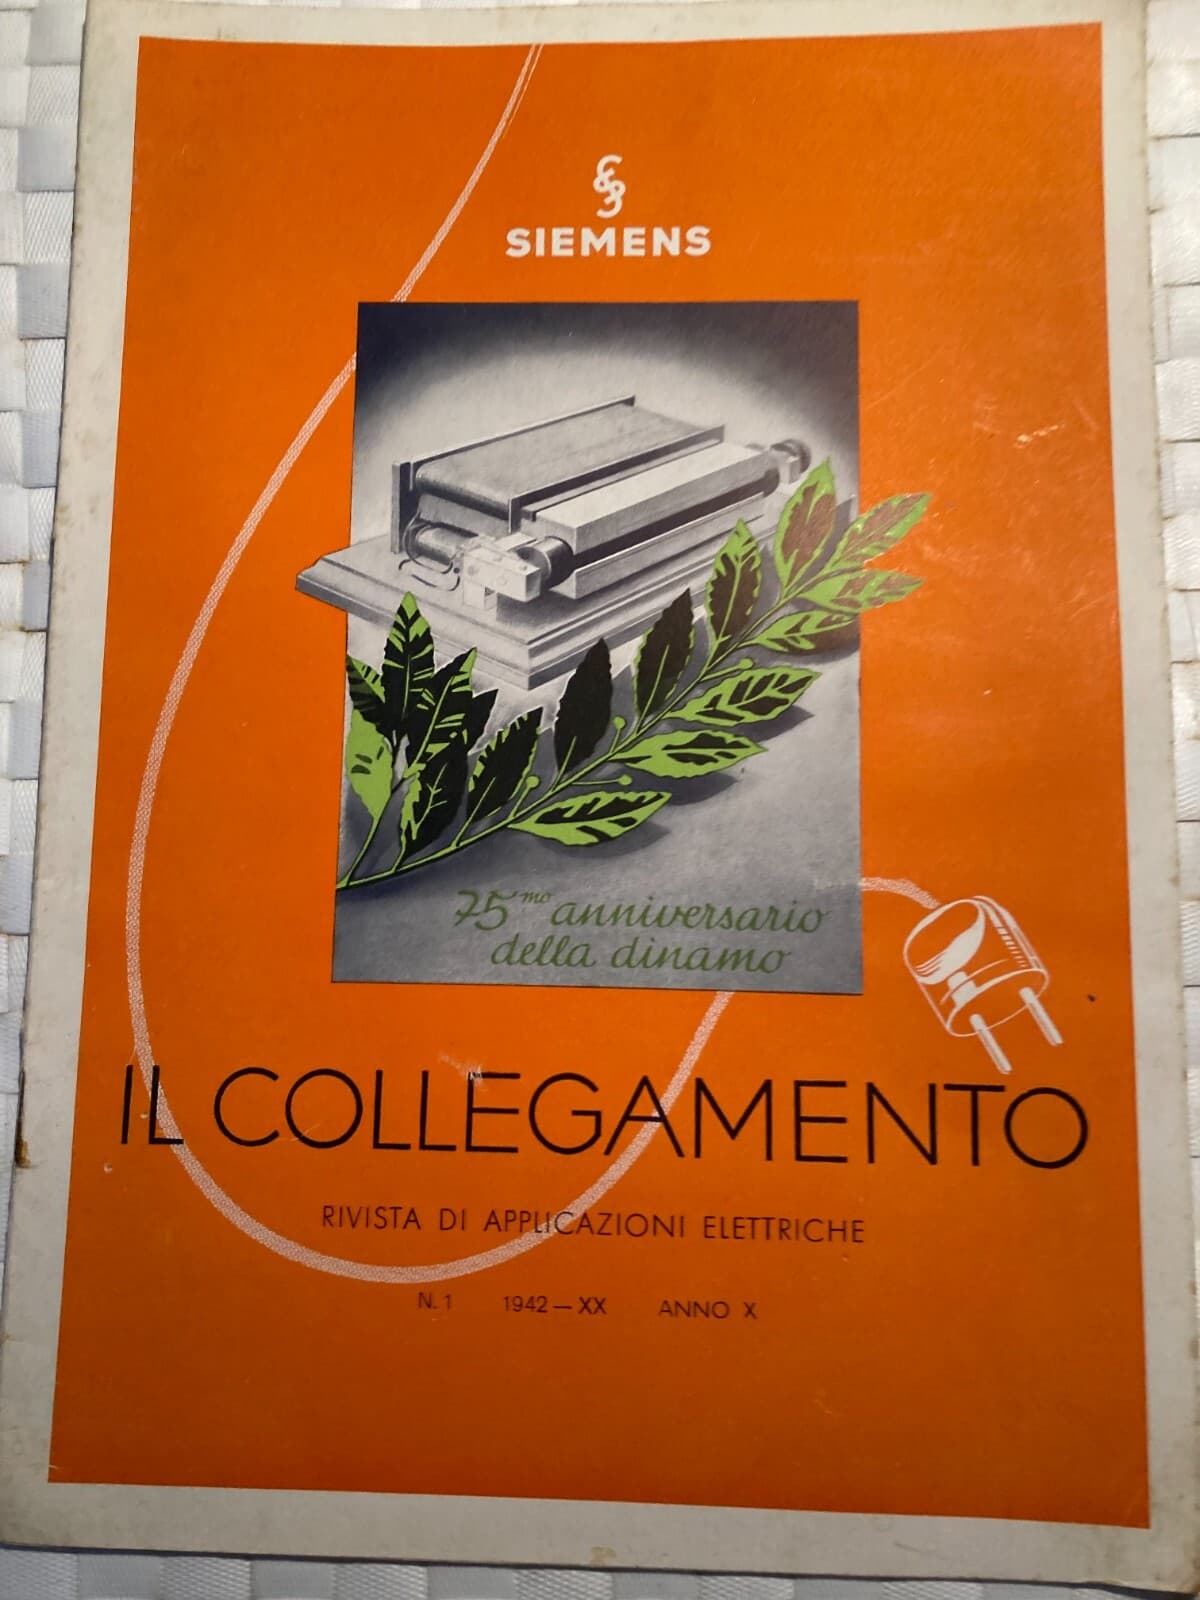 SIEMENS
75mo anniversario
della dinamo
IL COLLEGAMENTO
RIVISTA DI APPLICAZIONI ELETTRICHE
N. 1 1942 — XX ANNO X